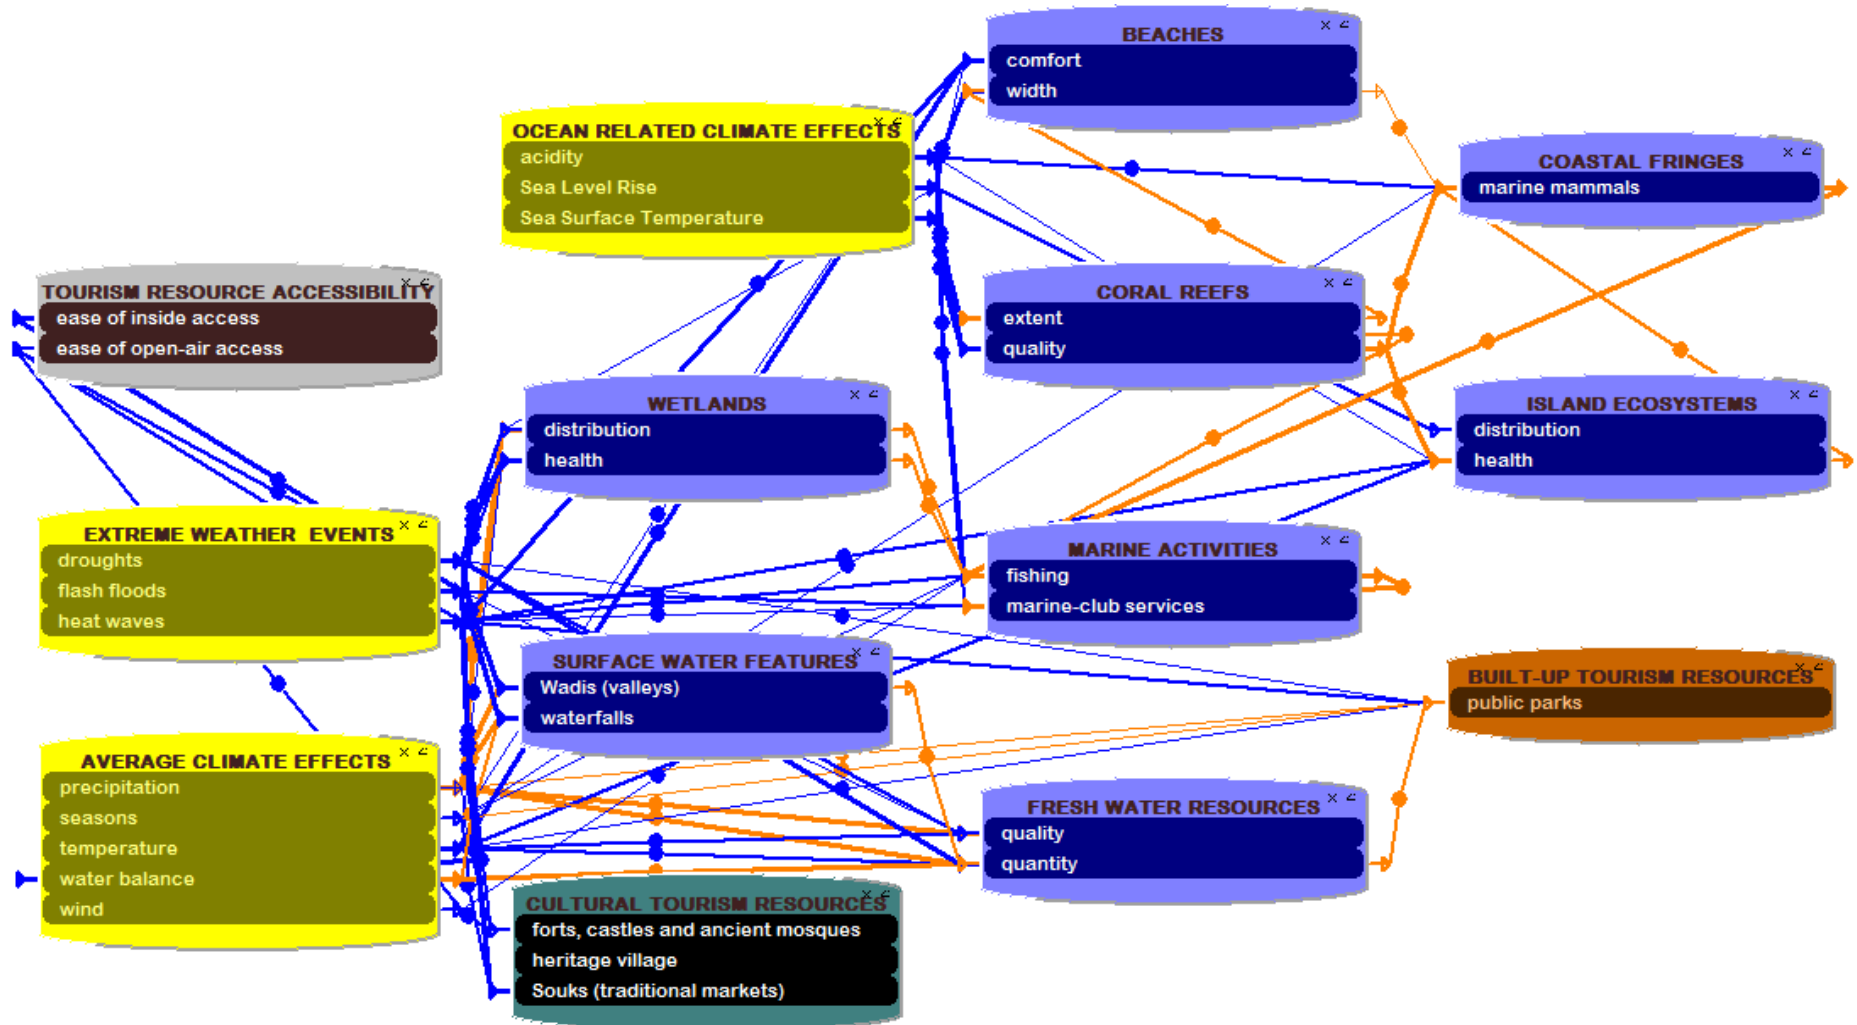 BEACHES
comfort
width
OCEAN RELATED CLIMATE EFFECTS
acidity
Sea Level Rise
Sea Surface Temperature
COASTAL FRINGES
marine mammals
TOURISM RESOURCE ACCESSIBILITY
ease of inside access
ease of open-air access
CORAL REEFS
extent
quality
WETLANDS
distribution
health
ISLAND ECOSYSTEMS
distribution
health
EXTREME WEATHER EVENTS
droughts
flash floods
heat waves
MARINE ACTIVITIES
fishing
marine-club services
SURFACE WATER FEATURES
Wadis (valleys)
waterfalls
BUILT-UP TOURISM RESOURCES
public parks
AVERAGE CLIMATE EFFECTS
precipitation
seasons
temperature
water balance
wind
FRESH WATER RESOURCES
quality
quantity
CULTURAL TOURISM RESOURCES
forts, castles and ancient mosques
heritage village
Souks (traditional markets)